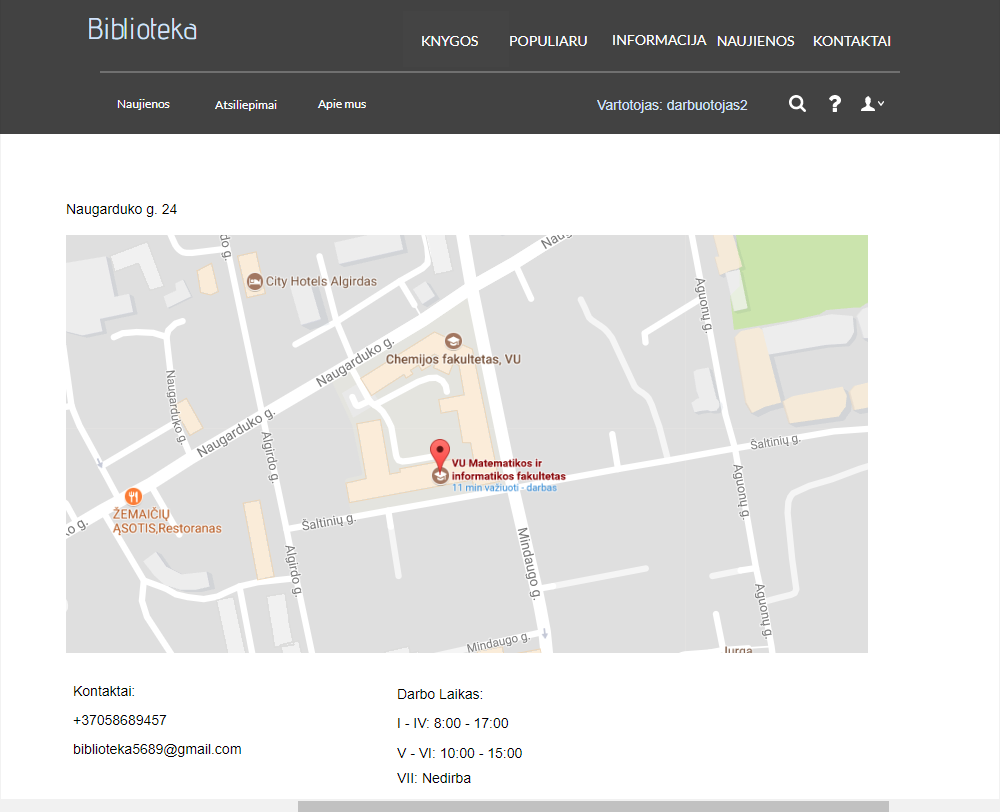 Biblioteka
KNYGOS POPULIARU INFORMACIJA NAUJIENOS KONTAKTAI
Naujienos Atsiliepimai Apie mus Vartotojas: darbuotojas2
Naugarduko g. 24
do g.
Naug
City Hotels Algirdas
Aguonų g.
Naugarduko g.
Chemijos fakultetas, VU
Naugarduko g.
Naugarduko g.
Algirdo g.
Šaltinių g.
VU Matematikos ir
informatikos fakultetas
11 min važiuoti - darbas
Aguonų g.
ŽEMAIČIŲ
ĄSOTIS,Restoranas
ko g.
Šaltinių g.
Mindaugo g.
Algirdo g.
Aguonų g.
Mindaugo g.
Jurga
Kontaktai:
+37058689457
biblioteka5689@gmail.com
Darbo Laikas:
I - IV: 8:00 - 17:00
V - VI: 10:00 - 15:00
VII: Nedirba